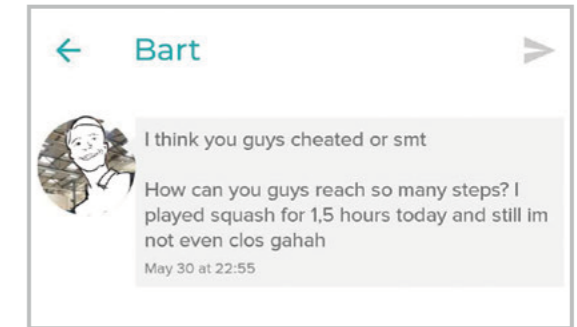 Bart
I think you guys cheated or smt
How can you guys reach so many steps? I
played squash for 1,5 hours today and still im
not even clos gahah
May 30 at 22:55